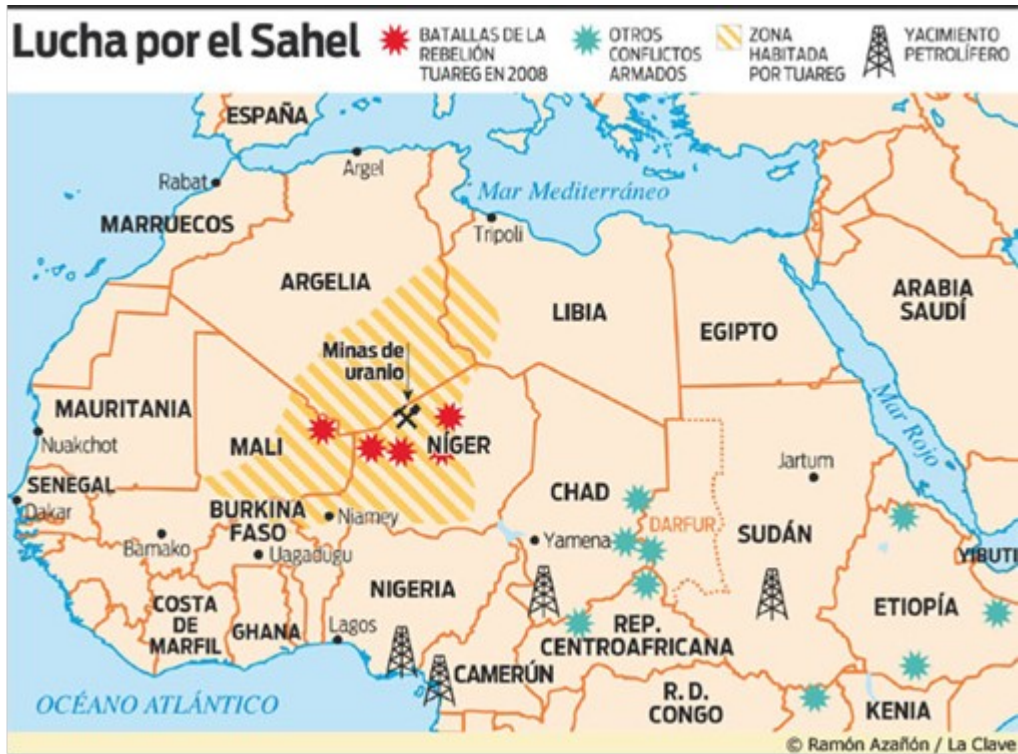 Lucha por el Sahel
BATALLAS DE LA
REBELIÓN
TUAREG EN 2008
OTROS
CONFLICTOS
ARMADOS
ZONA
HABITADA
POR TUAREG
YACIMIENTO
PETROLÍFERO
ESPAÑA
Argel
Rabat
Mar Mediterráneo
MARRUECOS
Tripoli
ARGELIA
LIBIA
EGIPTO
ARABIA
SAUDÍ
Minas de
uranio
Mar Rojo
MAURITANIA
Nuakchot
MALI
NÍGER
Jartum
SENEGAL
Dakar
CHAD
BURKINA
FASO
Niamey
DARFUR
SUDÁN
Bamako
Uagadugu
Yamena
YIBUTI
NIGERIA
COSTA
DE
MARFIL
GHANA
Lagos
ETIOPÍA
REP.
CENTROAFRICANA
CAMERÚN
OCÉANO ATLÁNTICO
R. D.
CONGO
KENIA
© Ramón Azañón / La Clave